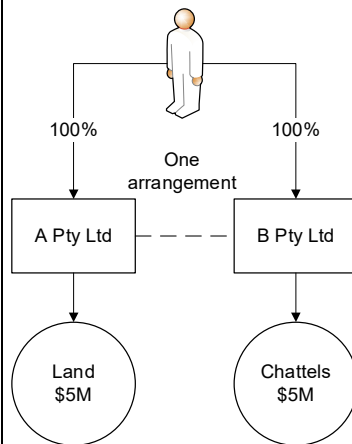 100%
100%
One
arrangement
A Pty Ltd
B Pty Ltd
Land
$5M
Chattels
$5M